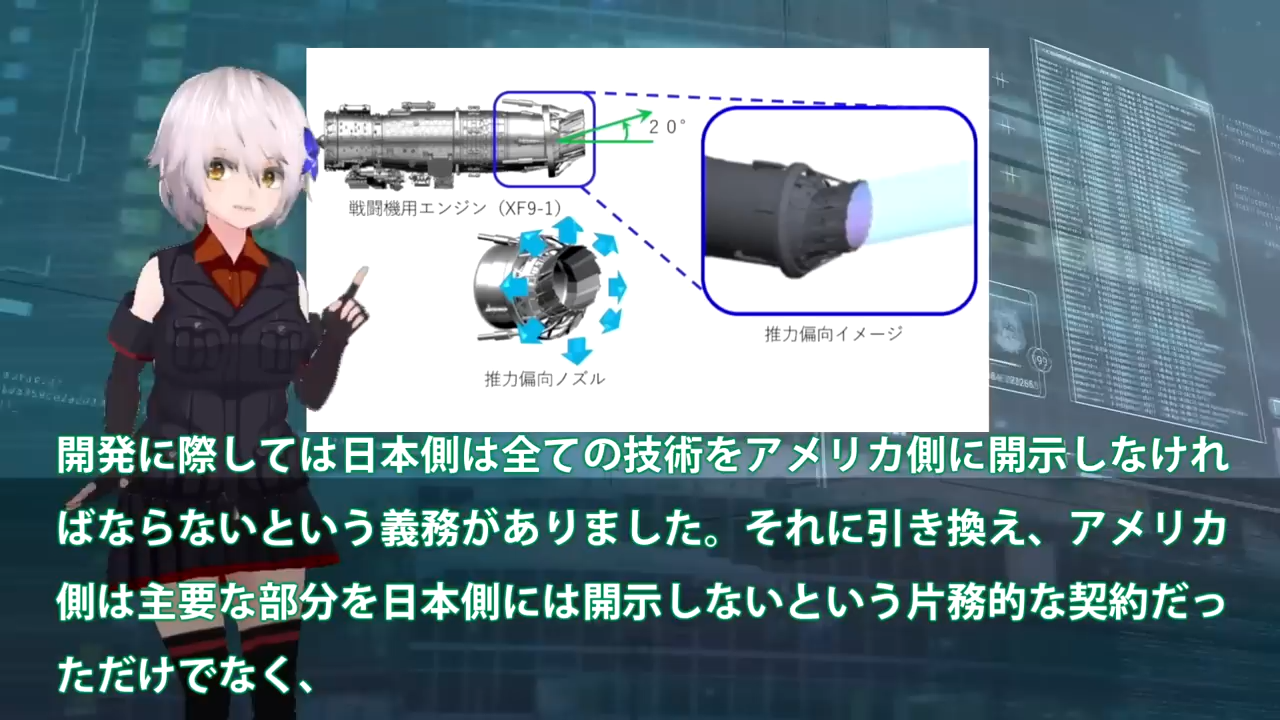 20°
戦闘機用エンジン（XF9-1）
推力偏向イメージ
推力偏向ノズル
開発に際しては日本側は全ての技術をアメリカ側に開示しなけれ
ばならないという義務がありました。それに引き換え、アメリカ
側は主要な部分を日本側には開示しないという片務的な契約だっ
ただけでなく、